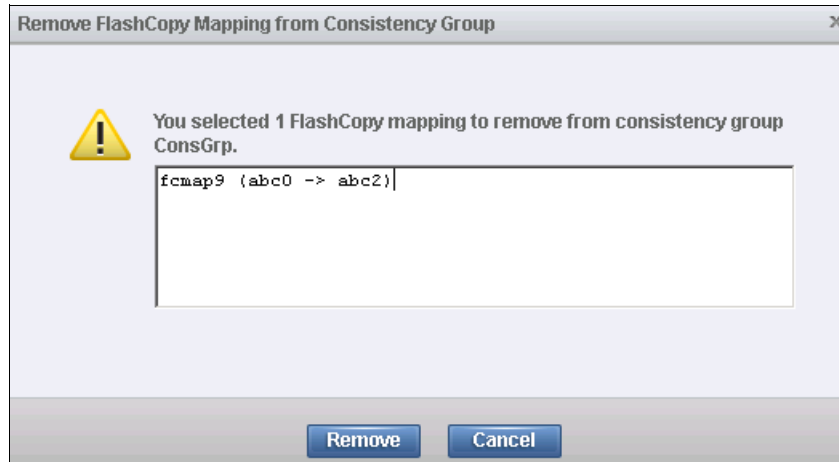 Remove FlashCopy Mapping from Consistency Group
You selected 1 FlashCopy mapping to remove from consistency group
ConsGrp.
fcmap9 (abc0 -> abc2)
Remove
Cancel